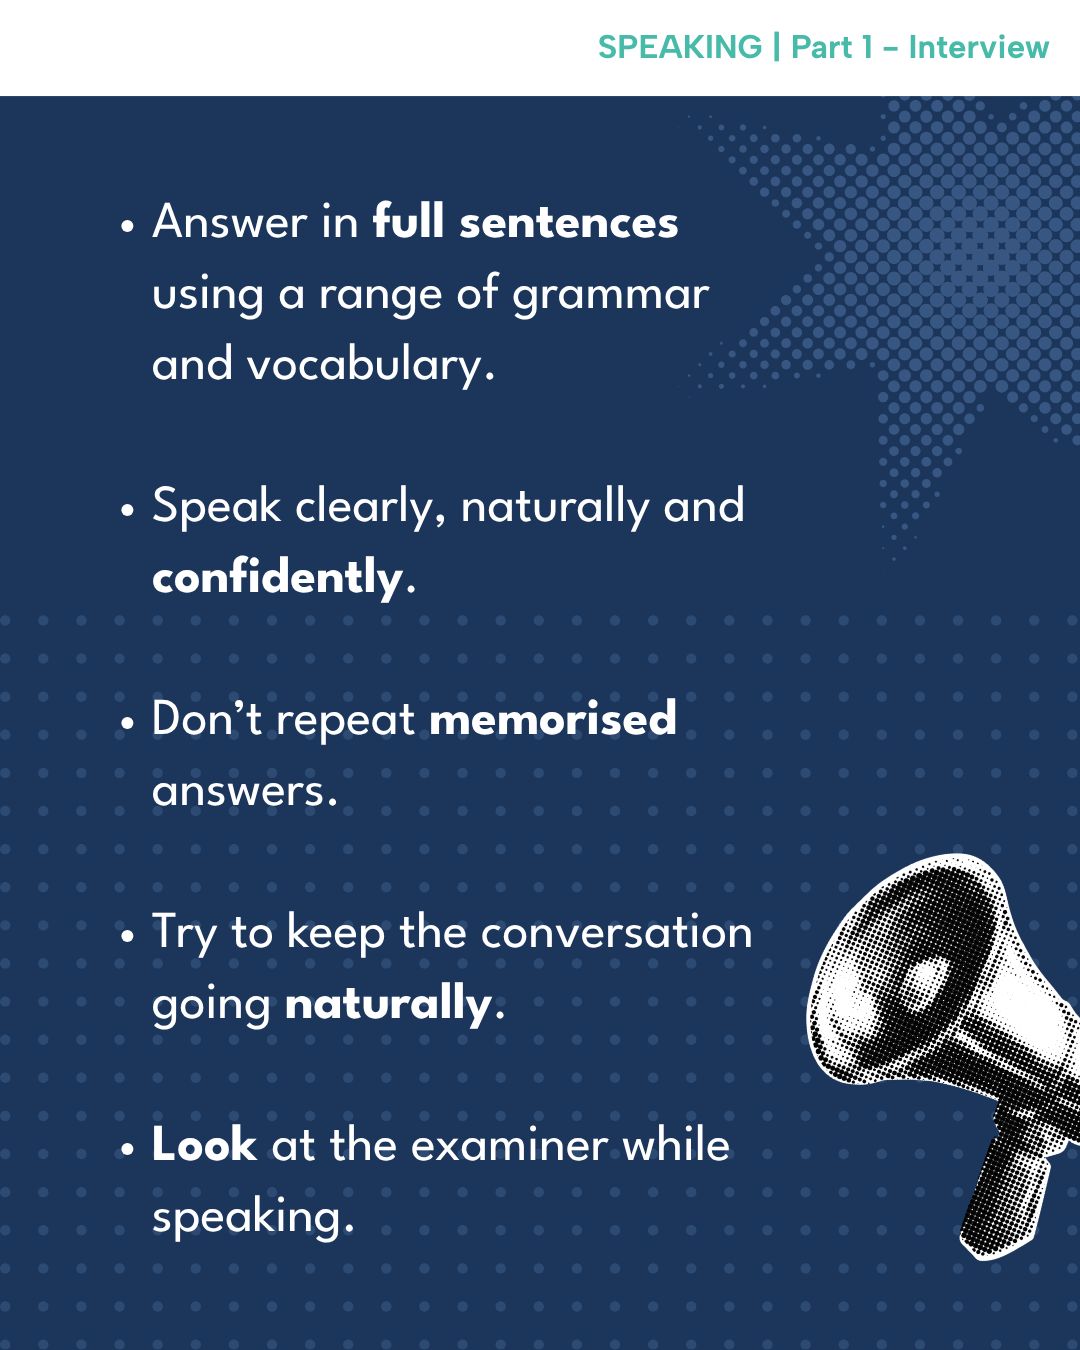 SPEAKING | Part 1 – Interview
• Answer in full sentences
using a range of grammar
and vocabulary.
• Speak clearly, naturally and
confidently.
• Don’t repeat memorised
answers.
• Try to keep the conversation
going naturally.
• Look at the examiner while
speaking.